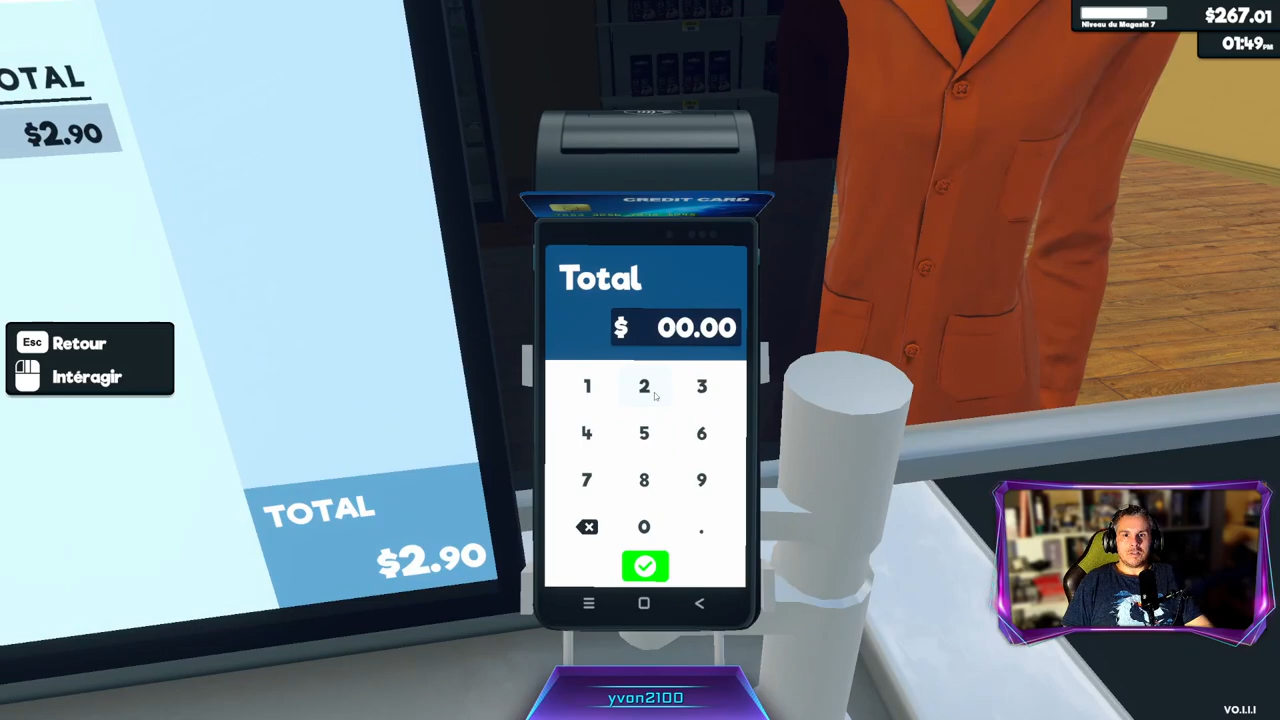 $267.01
Niveau du Magasin 7
01:49PM
OTAL
$2.90
CREDIT CARD
Total
$ 00.00
Esc Retour
Intéragir
1 2 3
4 5 6
7 8 9
0 .
TOTAL
$2.90
yvon2100
V0.1.1.1